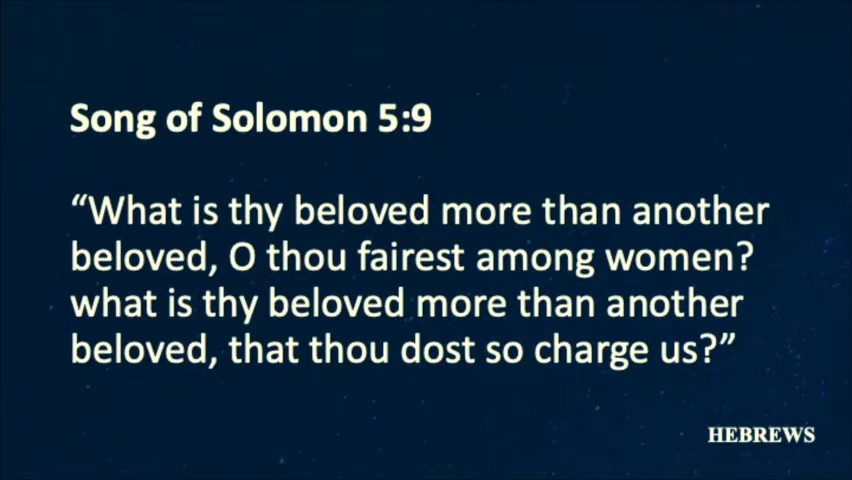 Song of Solomon 5:9
“What is thy beloved more than another
beloved, O thou fairest among women?
what is thy beloved more than another
beloved, that thou dost so charge us?”
HEBREWS